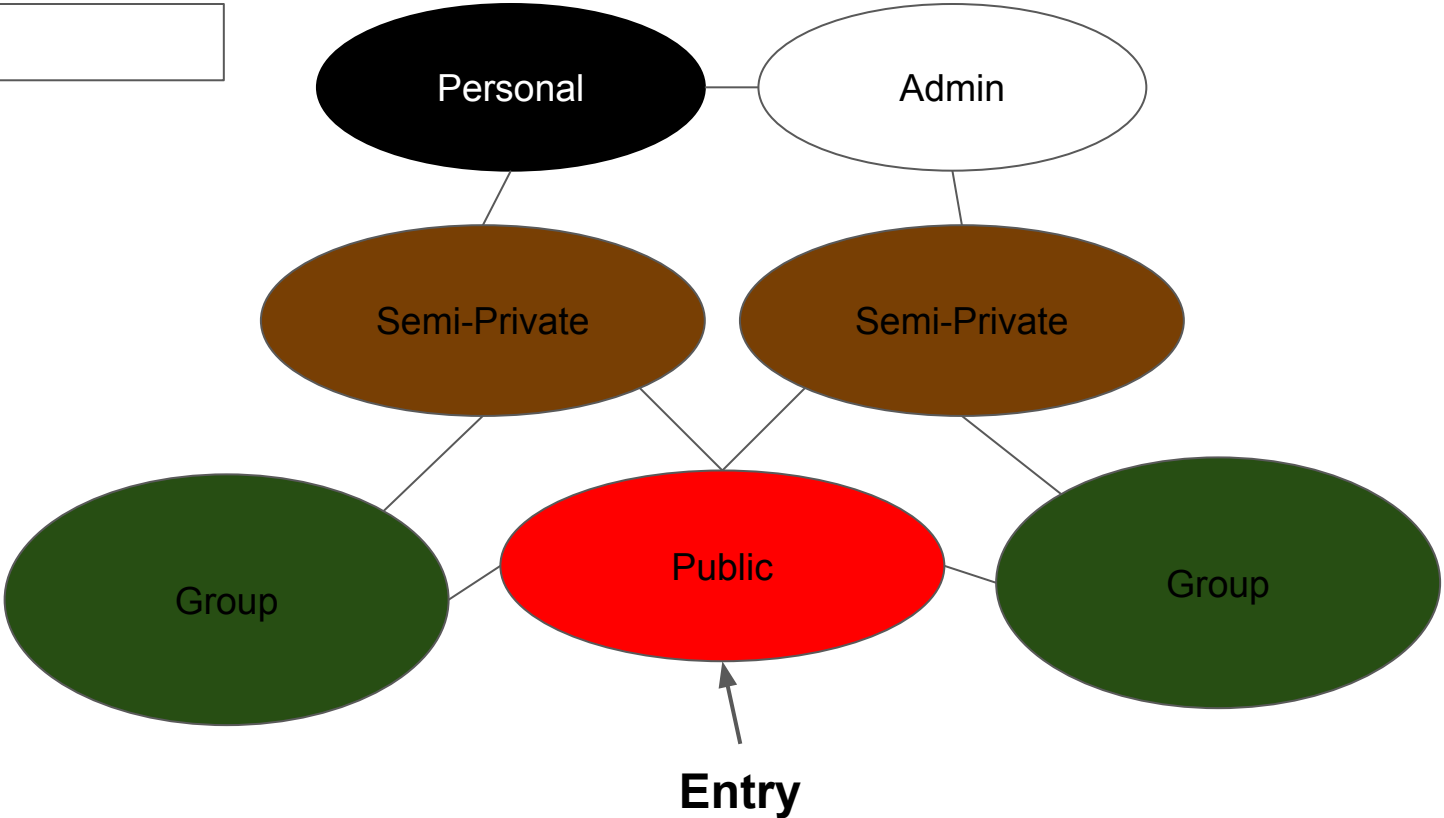 Personal
Admin
Semi-Private
Semi-Private
Group
Public
Group
Entry